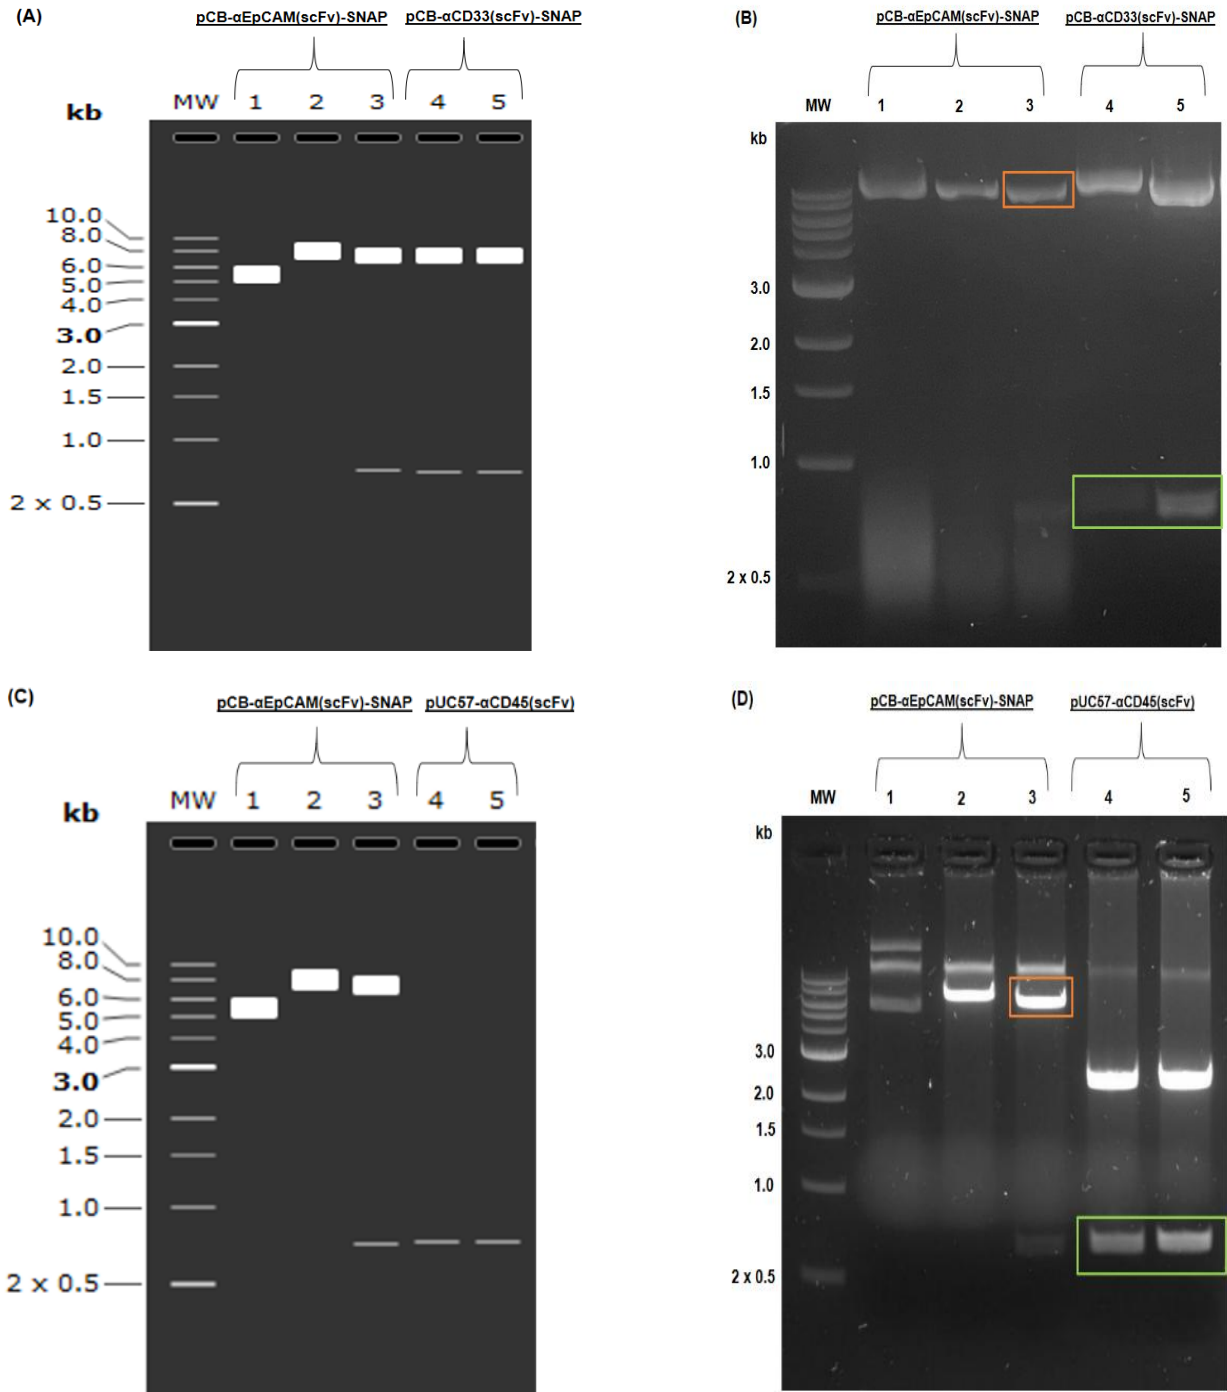 (A)
pCB-αEpCAM(scFv)-SNAP pCB-αCD33(scFv)-SNAP
kb
MW 1 2 3 4 5
10.0
8.0
6.0
5.0
4.0
3.0
2.0
1.5
1.0
2 x 0.5
(B)
pCB-αEpCAM(scFv)-SNAP pCB-αCD33(scFv)-SNAP
MW 1 2 3 4 5
kb
3.0
2.0
1.5
1.0
2 x 0.5
(C)
pCB-αEpCAM(scFv)-SNAP pUC57-αCD45(scFv)
kb
MW 1 2 3 4 5
10.0
8.0
6.0
5.0
4.0
3.0
2.0
1.5
1.0
2 x 0.5
(D)
pCB-αEpCAM(scFv)-SNAP pUC57-αCD45(scFv)
MW 1 2 3 4 5
kb
3.0
2.0
1.5
1.0
2 x 0.5